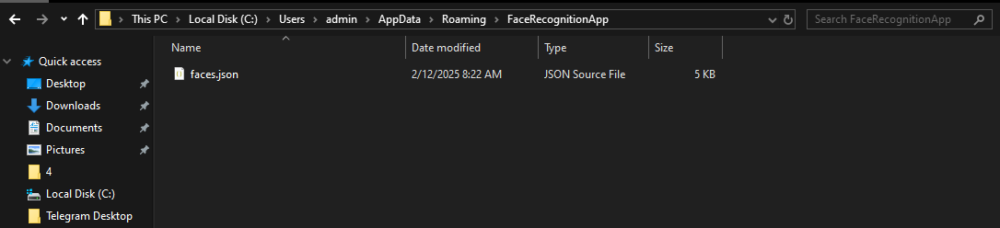 This PC > Local Disk (C:) > Users > admin > AppData > Roaming > FaceRecognitionApp
Search FaceRecognitionApp
Name Date modified Type Size
Quick access
faces.json 2/12/2025 8:22 AM JSON Source File 5 KB
Desktop
Downloads
Documents
Pictures
4
Local Disk (C:)
Telegram Desktop